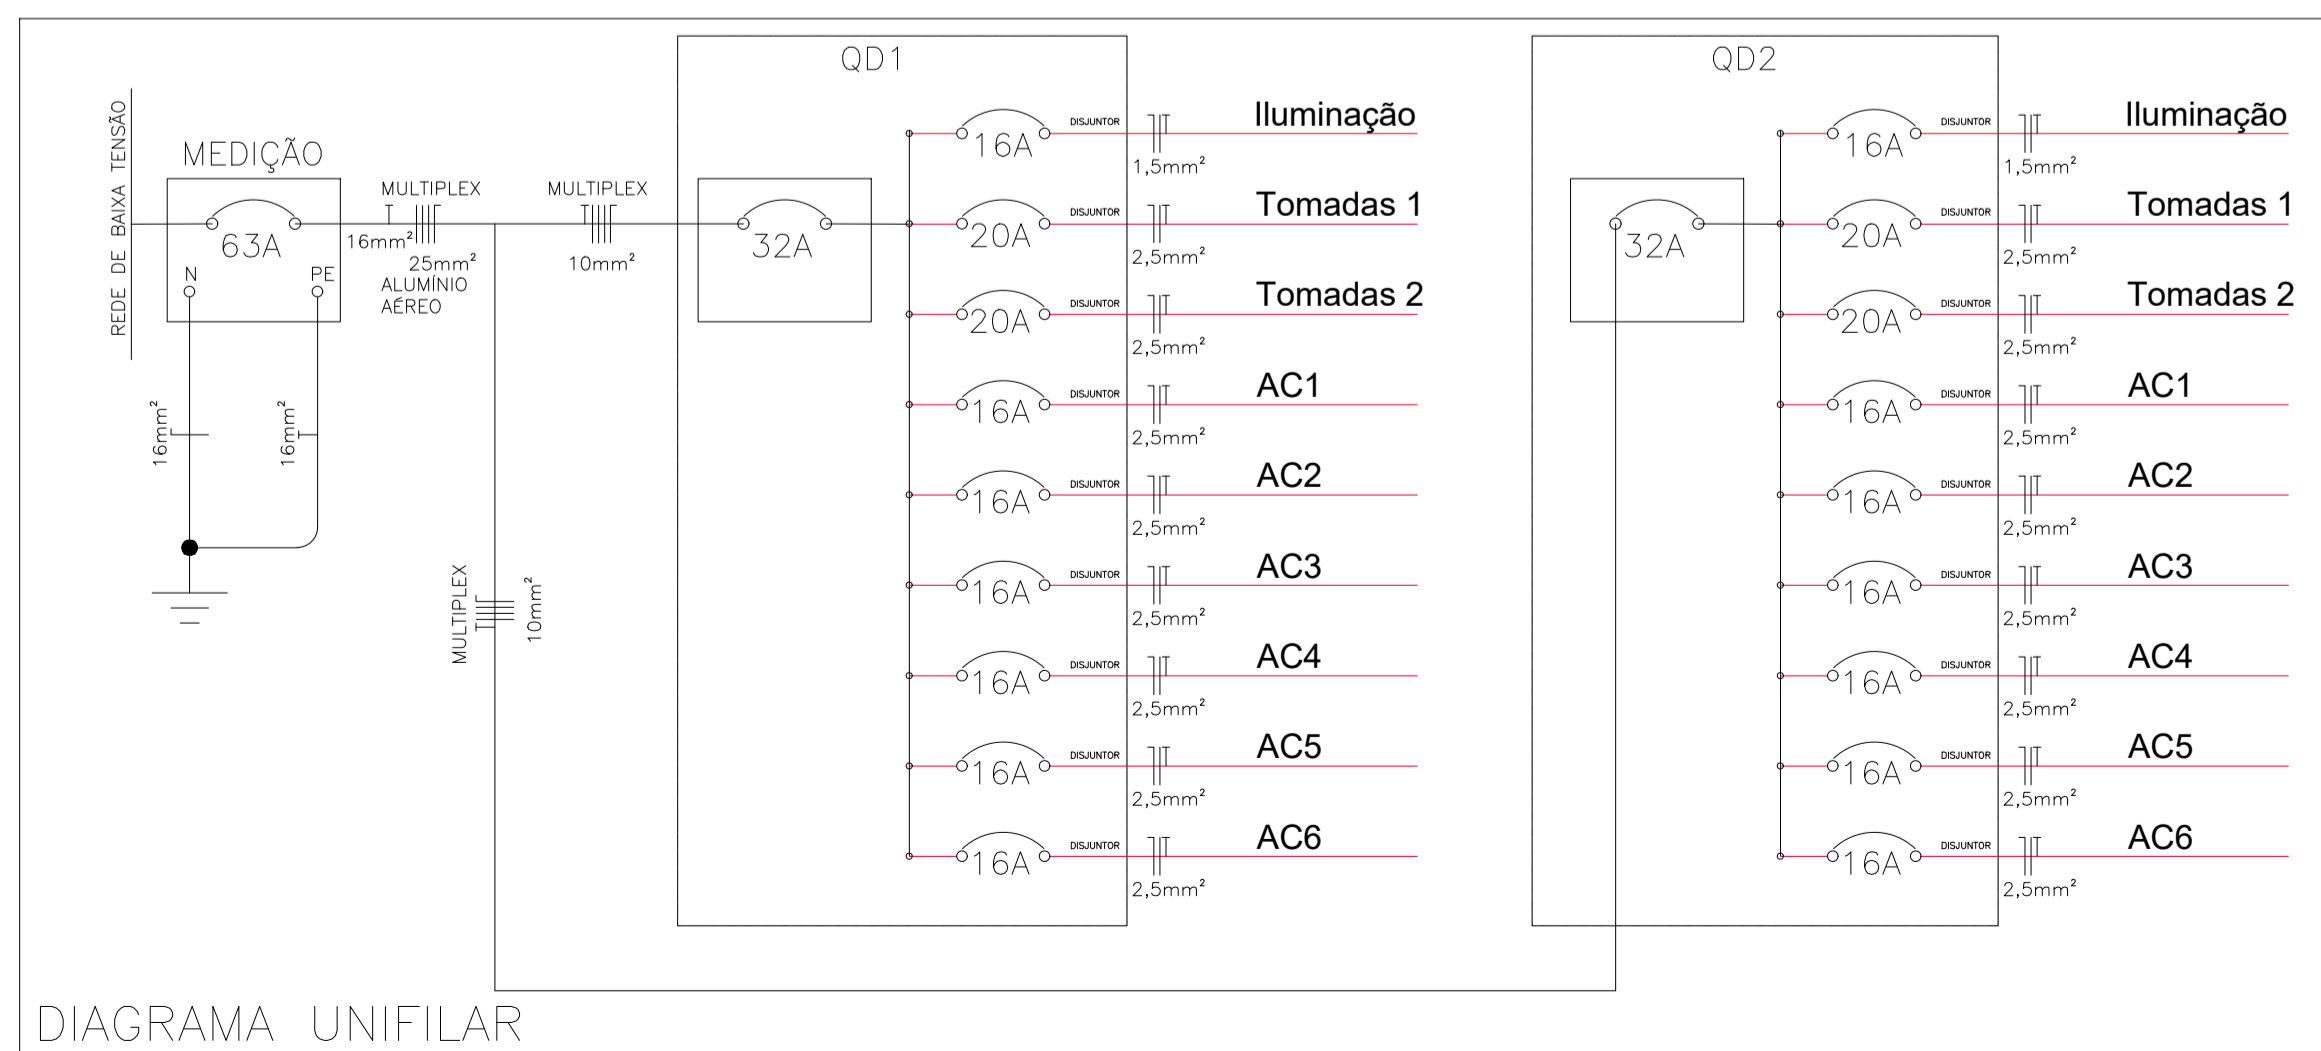 QD1
QD2
REDE DE BAIXA TENSÃO
MEDIÇÃO
63A
N
PE
16mm²
16mm²
MULTIPLEX
16mm²
25mm²
ALUMÍNIO
AÉREO
MULTIPLEX
10mm²
MULTIPLEX
10mm²
32A
16A
DISJUNTOR
1,5mm²
Iluminação
20A
DISJUNTOR
2,5mm²
Tomadas 1
20A
DISJUNTOR
2,5mm²
Tomadas 2
16A
DISJUNTOR
2,5mm²
AC1
16A
DISJUNTOR
2,5mm²
AC2
16A
DISJUNTOR
2,5mm²
AC3
16A
DISJUNTOR
2,5mm²
AC4
16A
DISJUNTOR
2,5mm²
AC5
16A
DISJUNTOR
2,5mm²
AC6
32A
16A
DISJUNTOR
1,5mm²
Iluminação
20A
DISJUNTOR
2,5mm²
Tomadas 1
20A
DISJUNTOR
2,5mm²
Tomadas 2
16A
DISJUNTOR
2,5mm²
AC1
16A
DISJUNTOR
2,5mm²
AC2
16A
DISJUNTOR
2,5mm²
AC3
16A
DISJUNTOR
2,5mm²
AC4
16A
DISJUNTOR
2,5mm²
AC5
16A
DISJUNTOR
2,5mm²
AC6
DIAGRAMA UNIFILAR